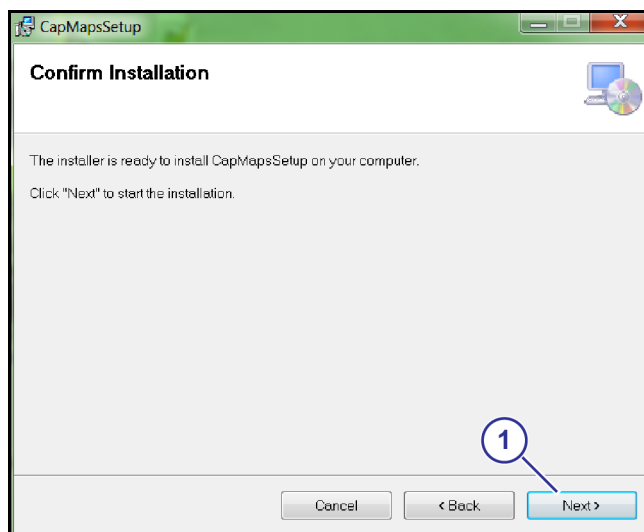 CapMapsSetup
Confirm Installation
The installer is ready to install CapMapsSetup on your computer.
Click "Next" to start the installation.
1
Cancel
< Back
Next >